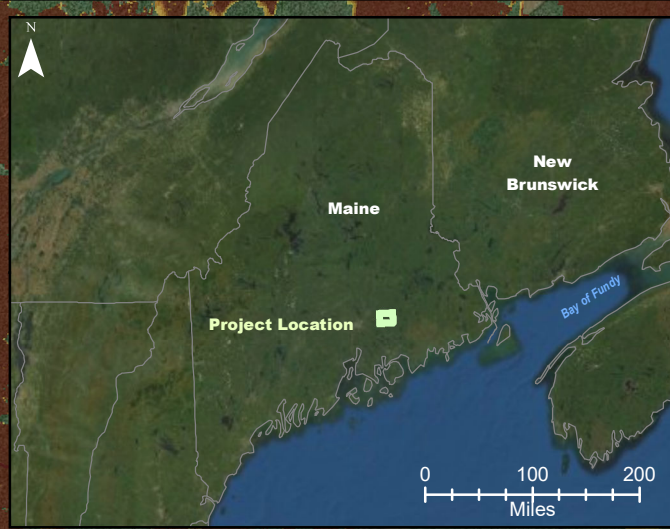 N
New
Brunswick
Maine
Bay of Fundy
Project Location
0 100 200
Miles